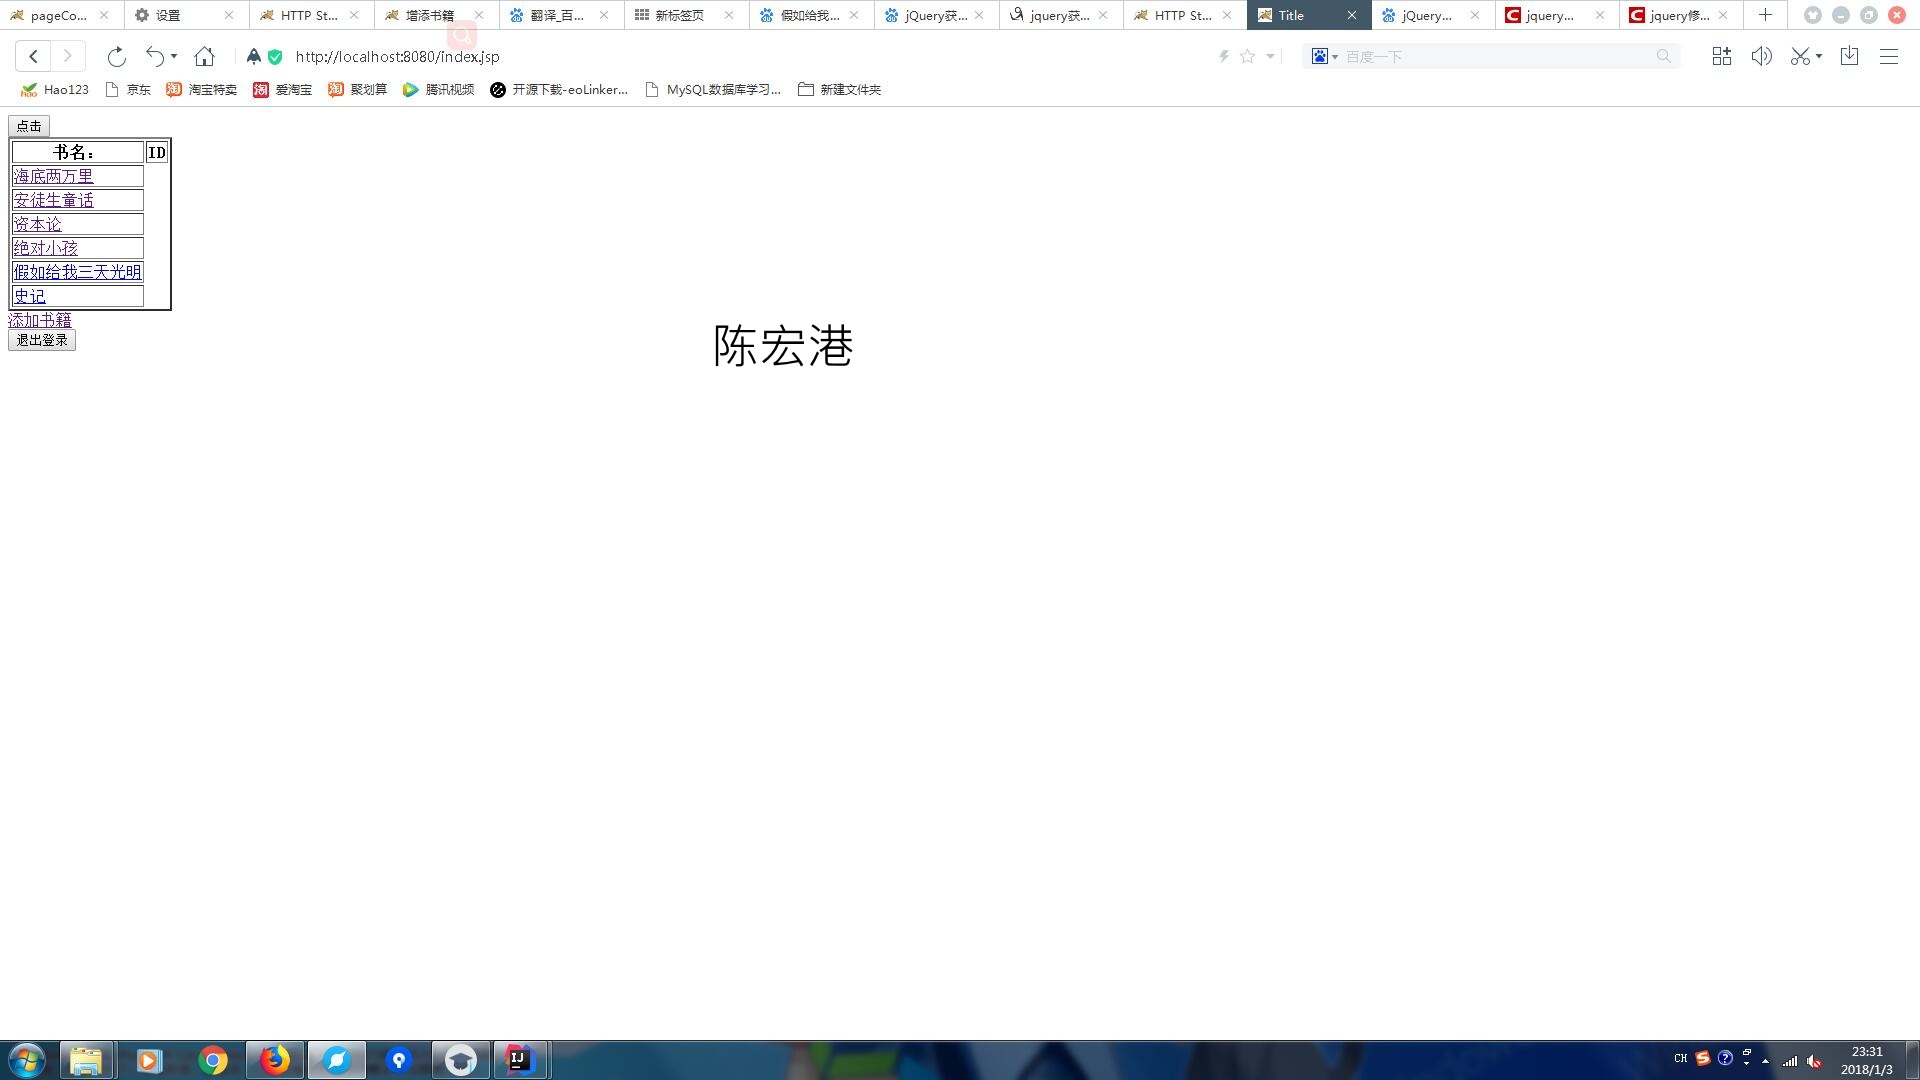 pageCo... 设置 HTTP St... 增添书籍 翻译_百... 新标签页 假如给我... jQuery获... jquery获... HTTP St... Title jQuery... jquery... jquery修...
http://localhost:8080/index.jsp 百度一下
Hao123 京东 淘宝特卖 爱淘宝 聚划算 腾讯视频 开源下载-eoLinker... MySQL数据库学习... 新建文件夹
点击
书名： ID
海底两万里
安徒生童话
资本论
绝对小孩
假如给我三天光明
史记
添加书籍
退出登录
陈宏港
CH 23:31
2018/1/3